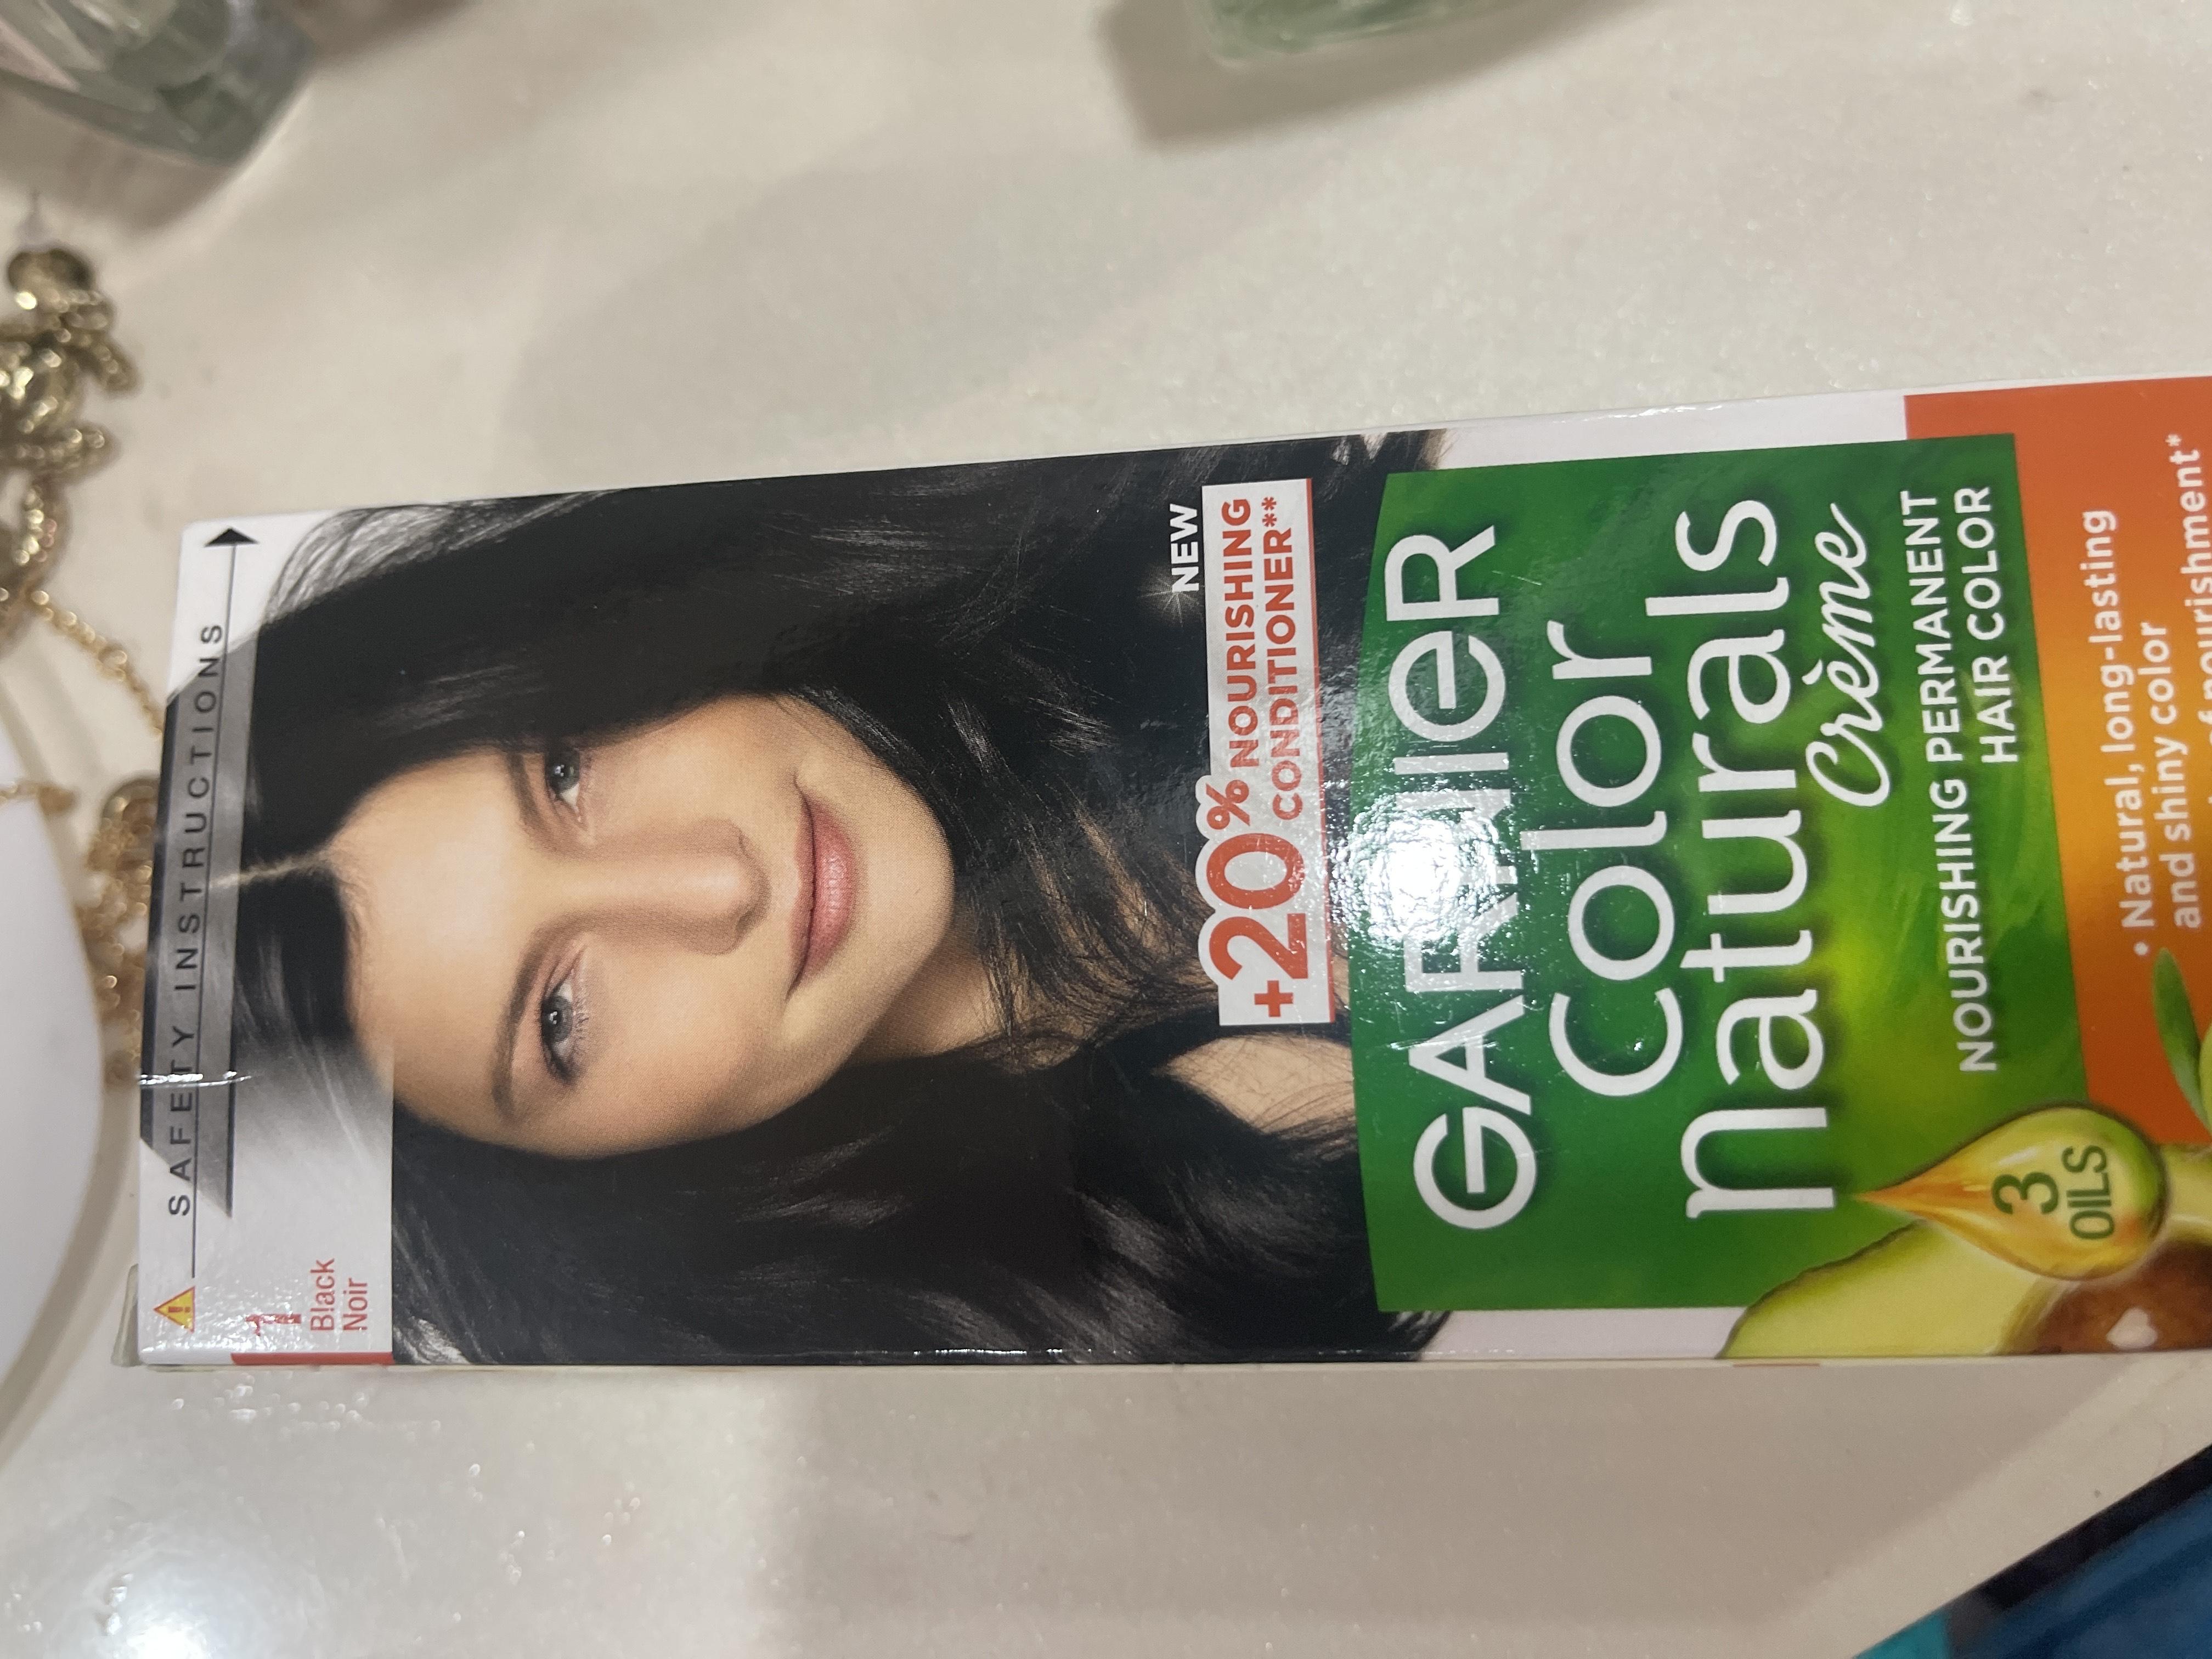 SAFETY INSTRUCTIONS
1
Black
Noir
NEW
+20% NOURISHING
CONDITIONER**
GARNIER
Color
naturals
Crème
NOURISHING PERMANENT
HAIR COLOR
3
OILS
• Natural, long-lasting
and shiny color
nourishment*